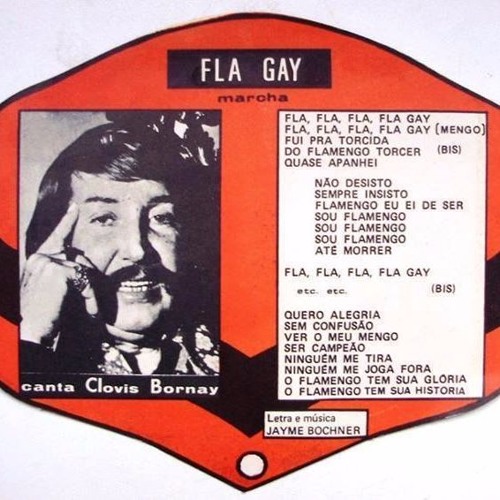 FLA GAY
marcha
canta Clovis Bornay
FLA, FLA, FLA, FLA GAY
FLA, FLA, FLA, FLA GAY (MENGO)
FUI PRA TORCIDA
DO FLAMENGO TORCER (BIS)
QUASE APANHEI
NÃO DESISTO
SEMPRE INSISTO
FLAMENGO EU EI DE SER
SOU FLAMENGO
SOU FLAMENGO
SOU FLAMENGO
ATÉ MORRER
FLA, FLA, FLA, FLA GAY
etc. etc. (BIS)
QUERO ALEGRIA
SEM CONFUSÃO
VER O MEU MENGO
SER CAMPEÃO
NINGUÉM ME TIRA
NINGUÉM ME JOGA FORA
O FLAMENGO TEM SUA GLÓRIA
O FLAMENGO TEM SUA HISTORIA
Letra e música
JAYME BOCHNER